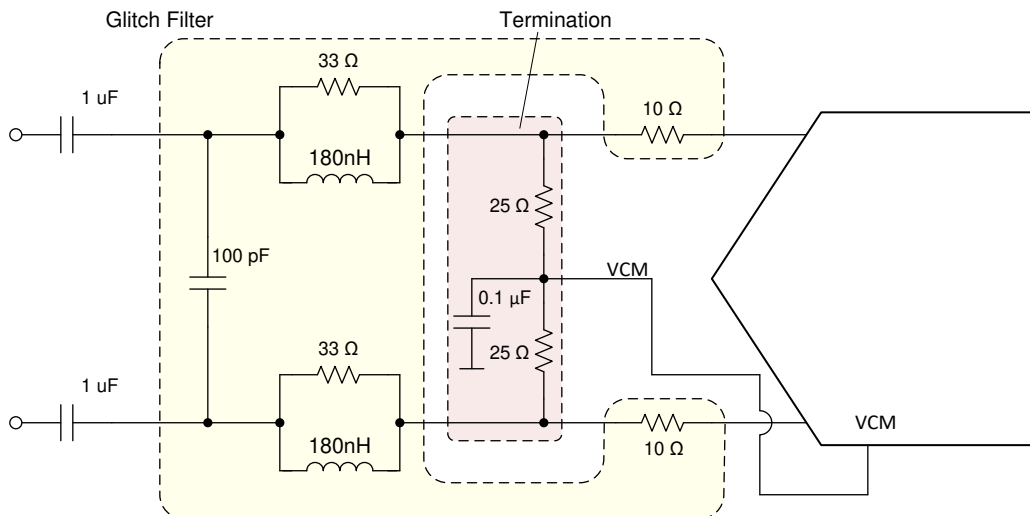 Glitch Filter
Termination
33 Ω
1 uF
10 Ω
180nH
25 Ω
100 pF
VCM
0.1 µF
33 Ω
25 Ω
1 uF
VCM
180nH
10 Ω